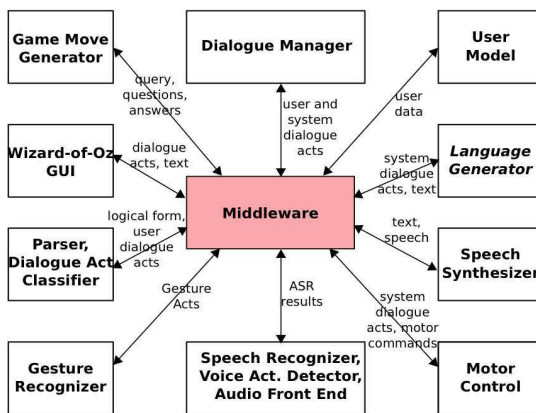 Game Move
Generator
Dialogue Manager
User
Model
query,
questions,
answers
user and
system
dialogue
acts
user
data
Wizard-of-Oz
GUI
dialogue
acts, text
system
dialogue
acts, text
Language
Generator
Middleware
Parser,
Dialogue Act
Classifier
logical form,
user
dialogue
acts
text,
speech
Speech
Synthesizer
Gesture
Acts
ASR
results
system
dialogue
acts, motor
commands
Gesture
Recognizer
Speech Recognizer,
Voice Act. Detector,
Audio Front End
Motor
Control